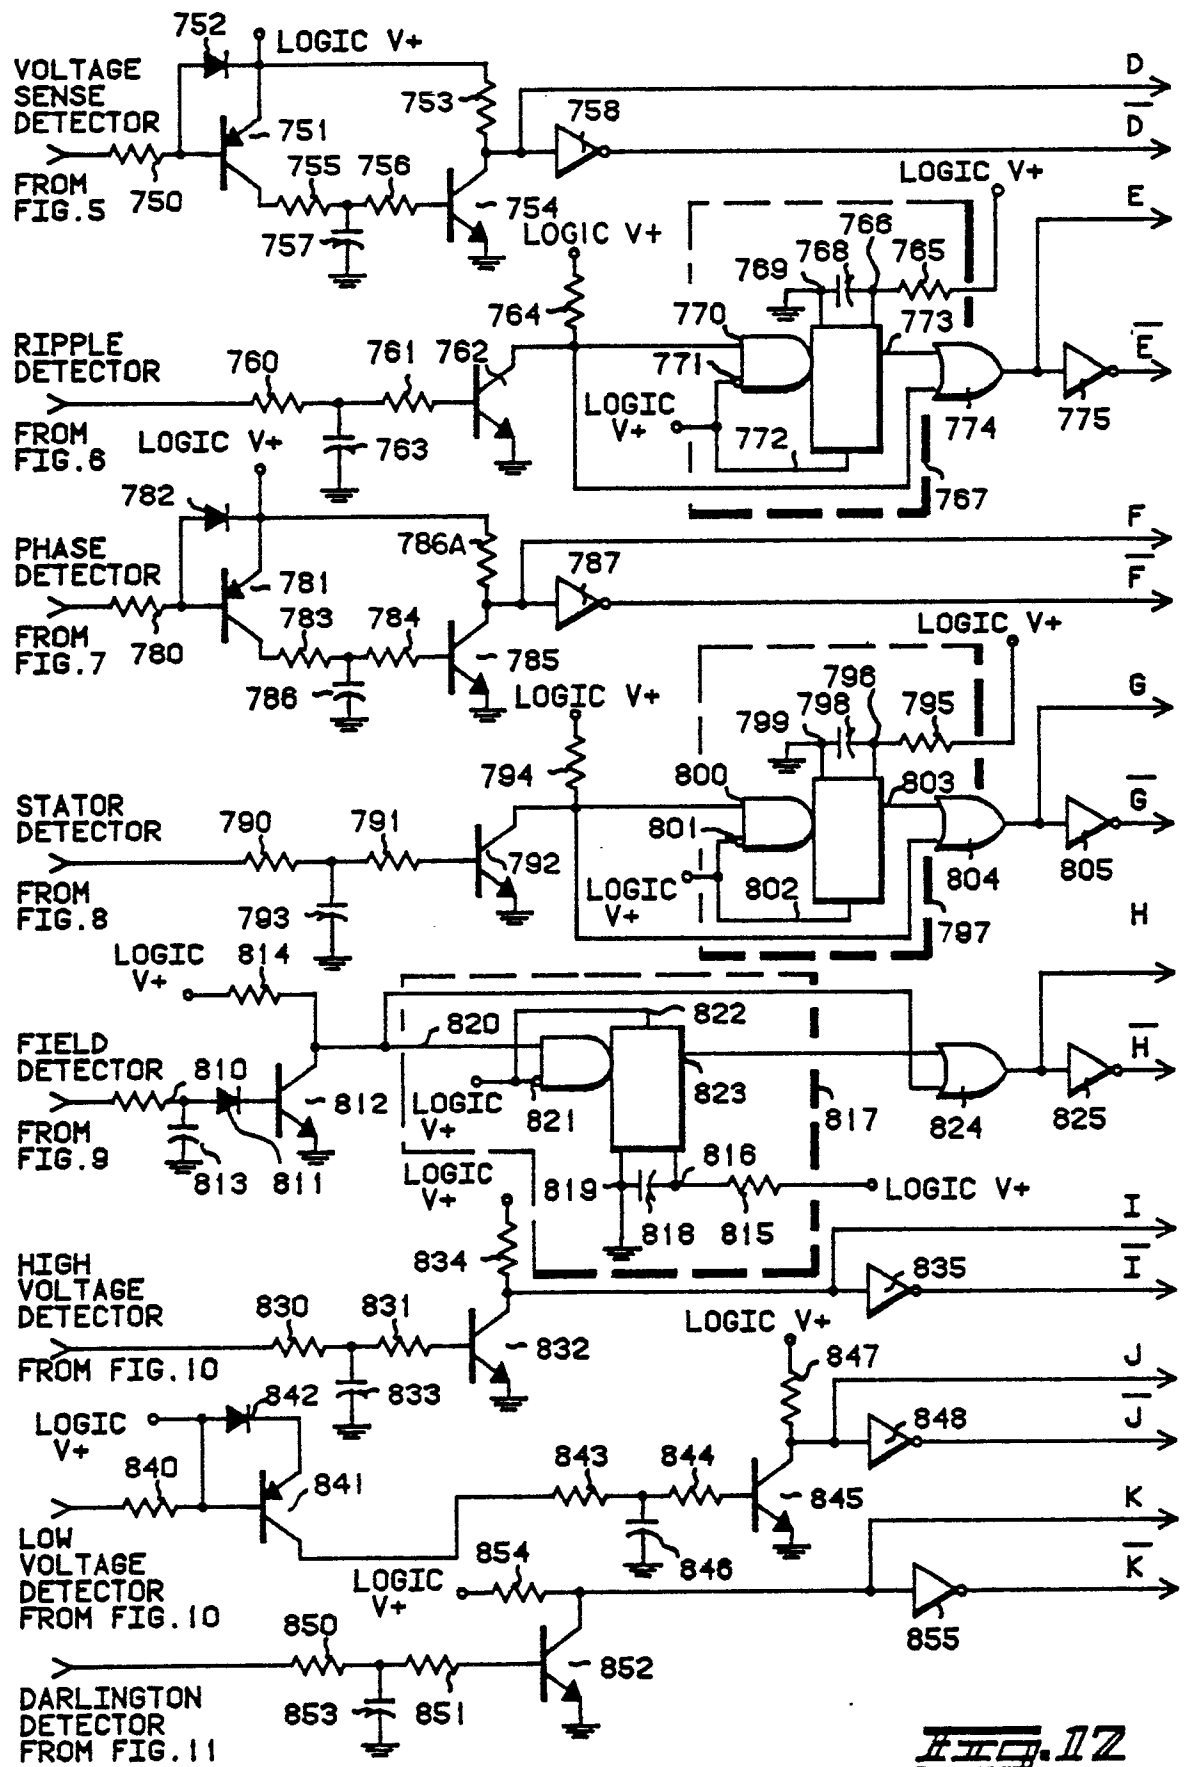 752
LOGIC V+
VOLTAGE
SENSE
DETECTOR
753
758
D
D̅
751
755
756
LOGIC V+
FROM
FIG.5
750
754
E
757
LOGIC V+
766
768
765
769
764
770
773
RIPPLE
DETECTOR
760
761
762
771
E̅
LOGIC
V+
FROM
FIG.6
LOGIC V+
763
772
774
775
782
767
786A
F
PHASE
DETECTOR
787
F̅
781
783
784
LOGIC V+
FROM
FIG.7
780
785
786
LOGIC V+
796
798
795
799
G
794
800
803
STATOR
DETECTOR
790
791
801
G̅
792
LOGIC
V+
802
804
805
FROM
FIG.8
793
797
H
LOGIC
V+
814
822
820
FIELD
DETECTOR
810
H̅
812
LOGIC
V+
821
823
817
824
825
FROM
FIG.9
813
811
LOGIC
V+
816
819
LOGIC V+
818
815
I
834
HIGH
VOLTAGE
DETECTOR
835
I̅
830
831
LOGIC V+
832
FROM FIG.10
833
847
J
842
LOGIC
V+
848
J̅
840
841
843
844
845
K
LOW
VOLTAGE
DETECTOR
FROM FIG.10
854
846
LOGIC
V+
K̅
850
855
852
DARLINGTON
DETECTOR
FROM FIG.11
853
851
Fig.12